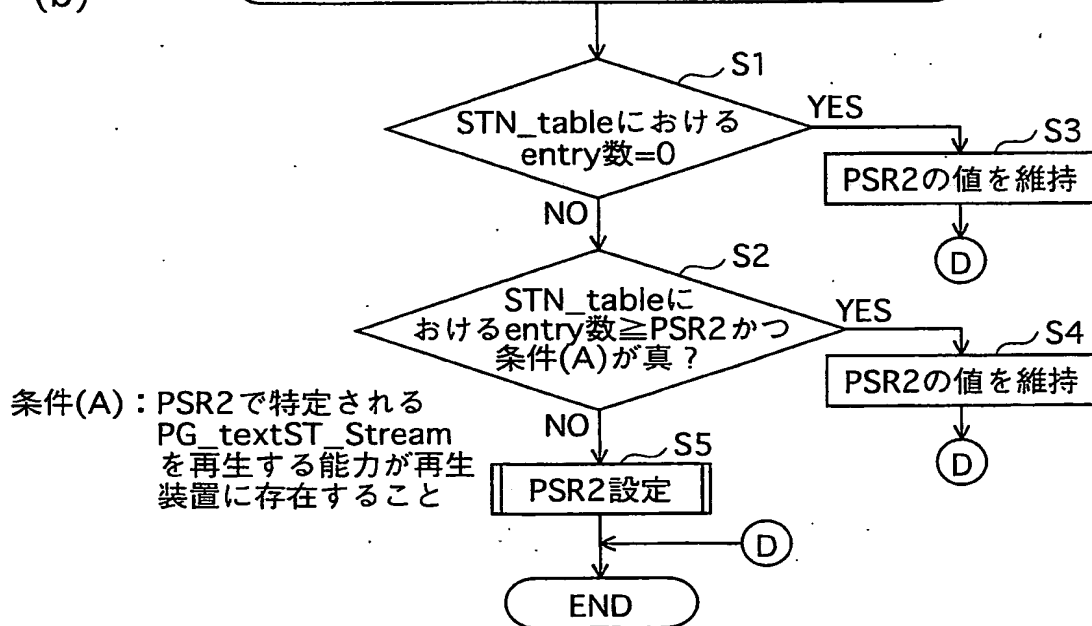 (b)
S1
STN_tableにおける
entry数=0
YES
S3
PSR2の値を維持
D
NO
S2
STN_tableに
おけるentry数≧PSR2かつ
条件(A)が真？
YES
S4
PSR2の値を維持
D
条件(A)：PSR2で特定される
PG_textST_Stream
を再生する能力が再生
装置に存在すること
NO
S5
PSR2設定
D
END